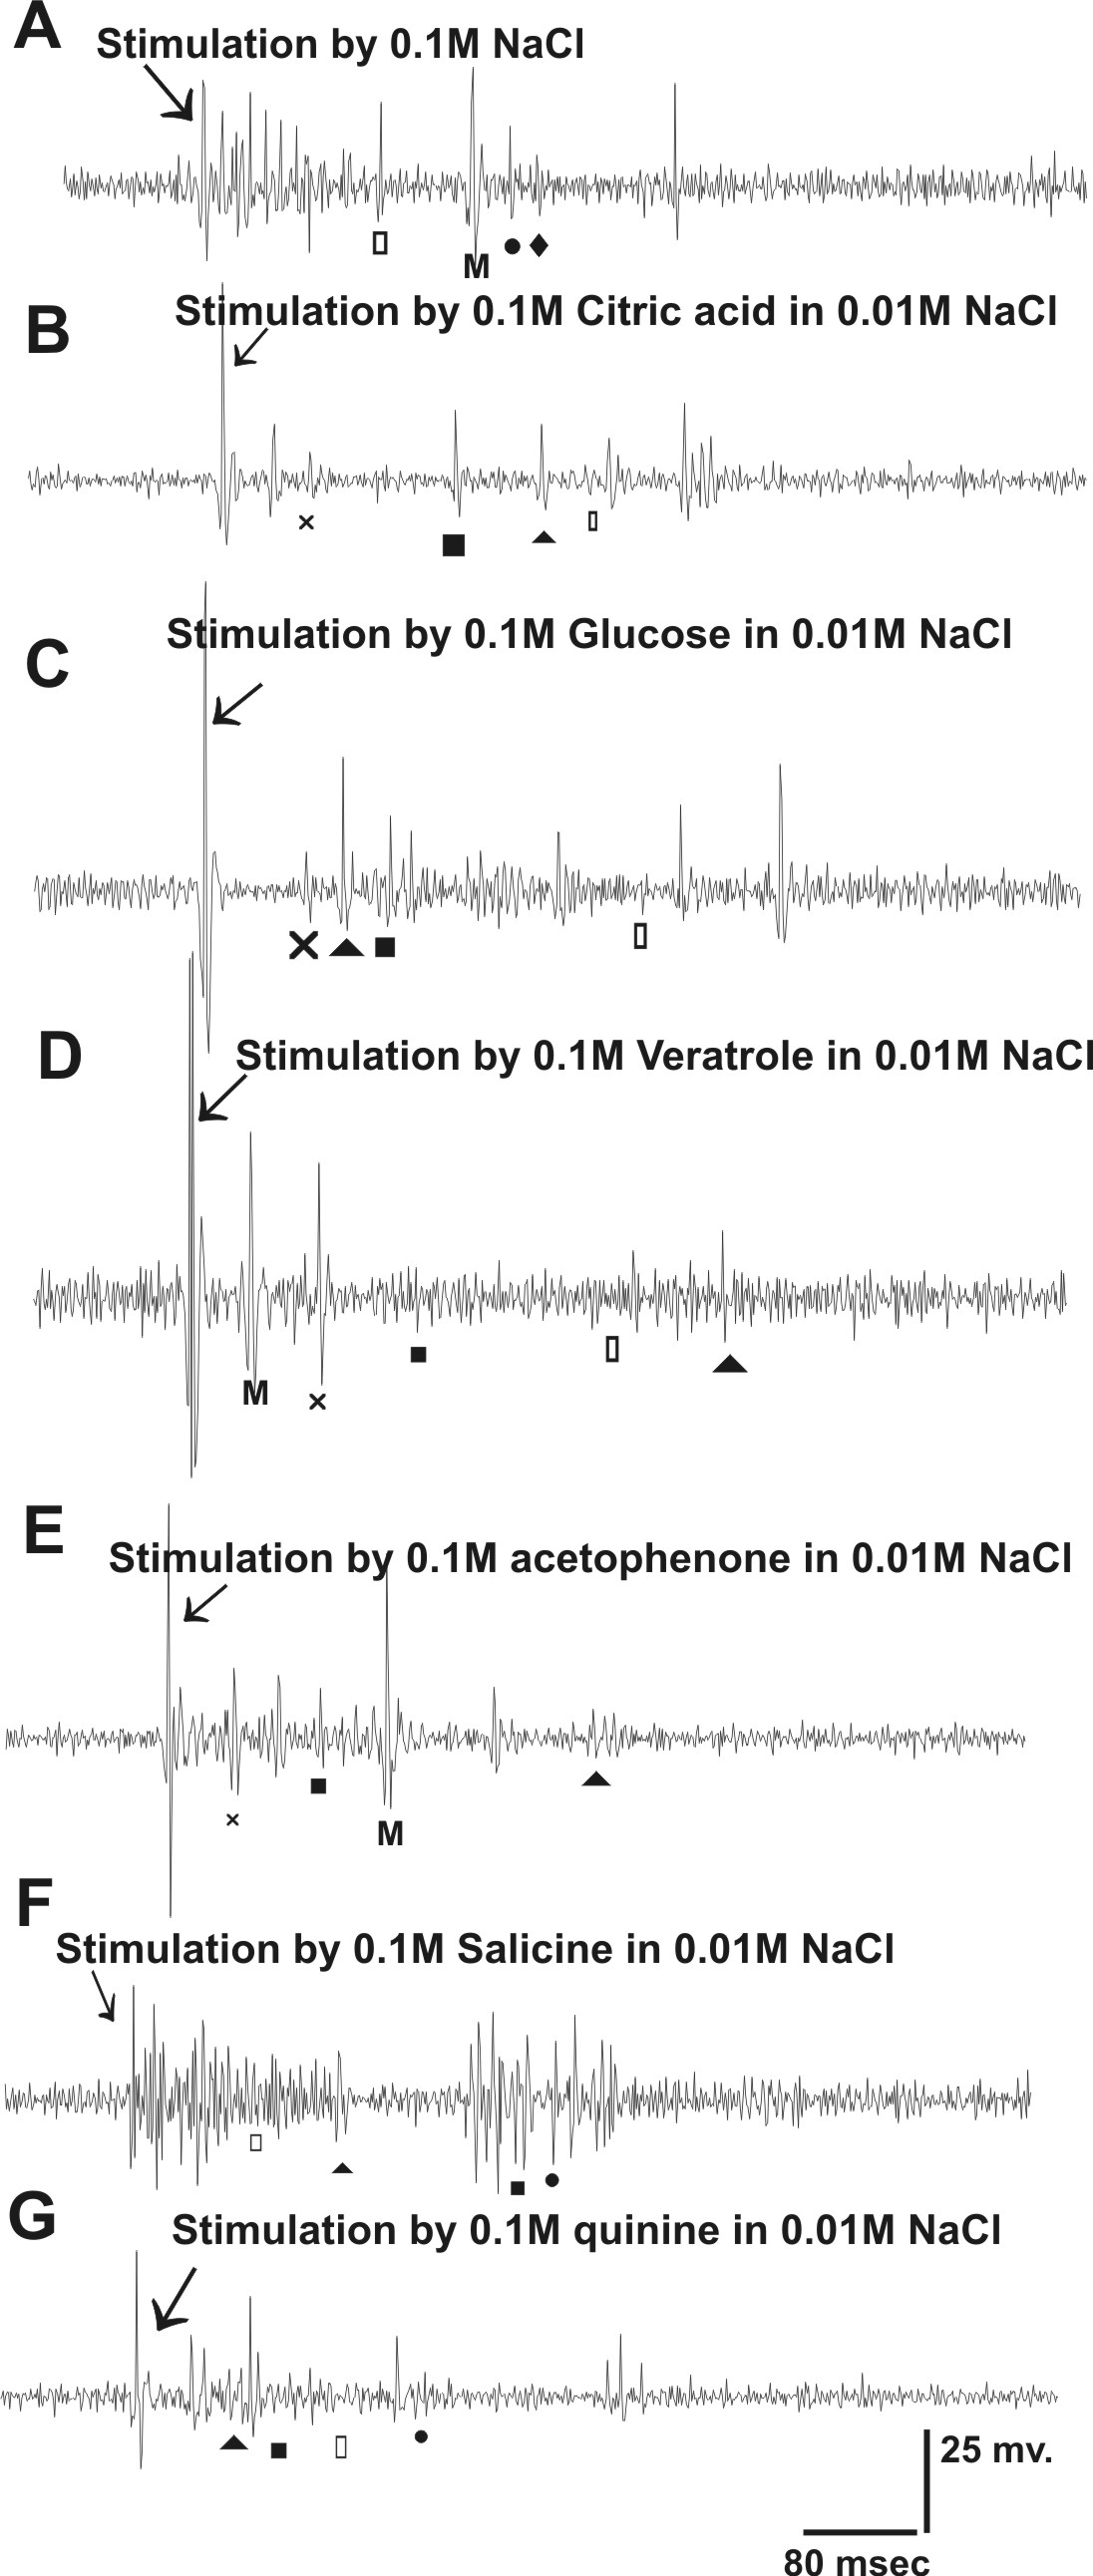 A
Stimulation by 0.1M NaCl
M
B
Stimulation by 0.1M Citric acid in 0.01M NaCl
C
Stimulation by 0.1M Glucose in 0.01M NaCl
D
Stimulation by 0.1M Veratrole in 0.01M NaCl
M
E
Stimulation by 0.1M acetophenone in 0.01M NaCl
M
F
Stimulation by 0.1M Salicine in 0.01M NaCl
G
Stimulation by 0.1M quinine in 0.01M NaCl
25 mv.
80 msec